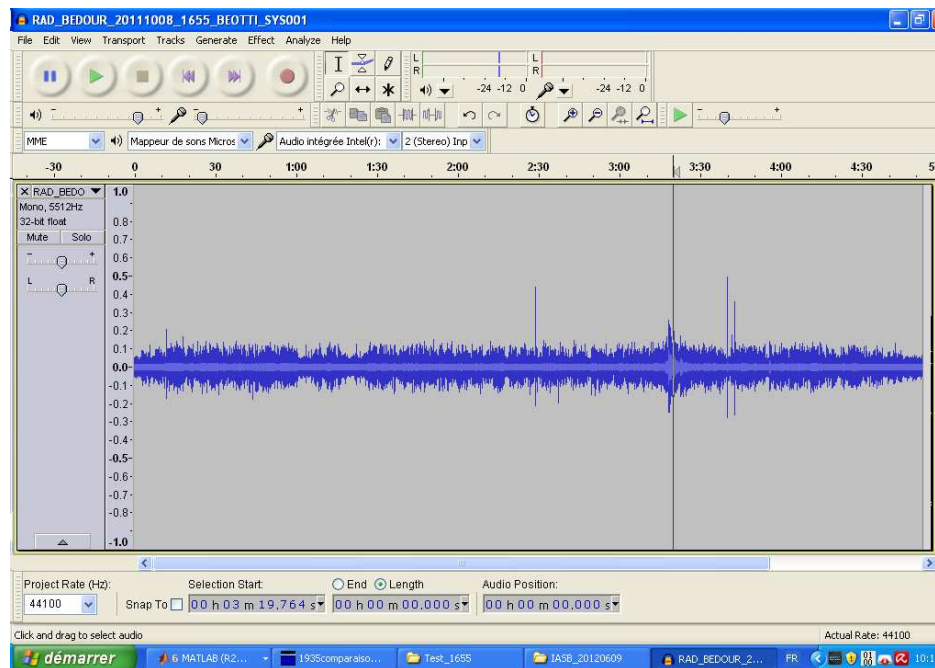 RAD_BEDOUR_20111008_1655_BEOTTI_SYS001
File Edit View Transport Tracks Generate Effect Analyze Help
L
R
-24 -12 0
L
R
-24 -12 0
MME
Mappeur de sons Micros
Audio intégrée Intel(r):
2 (Stereo) Inp
-30 0 30 1:00 1:30 2:00 2:30 3:00 3:30 4:00 4:30 5
X RAD_BEDO
Mono, 5512Hz
32-bit float
Mute Solo
- +
L R
1.0
0.8
0.7
0.6
0.5
0.4
0.3
0.2
0.1
0.0
-0.1
-0.2
-0.3
-0.4
-0.5
-0.6
-0.7
-0.8
-1.0
Project Rate (Hz): Selection Start: End Length Audio Position:
44100 Snap To 00 h 03 m 19.764 s 00 h 00 m 00.000 s 00 h 00 m 00.000 s
Click and drag to select audio Actual Rate: 44100
démarrer 6 MATLAB (R2... 1935comparaiso... Test_1655 IASB_20120609 RAD_BEDOUR_2... FR 10:1